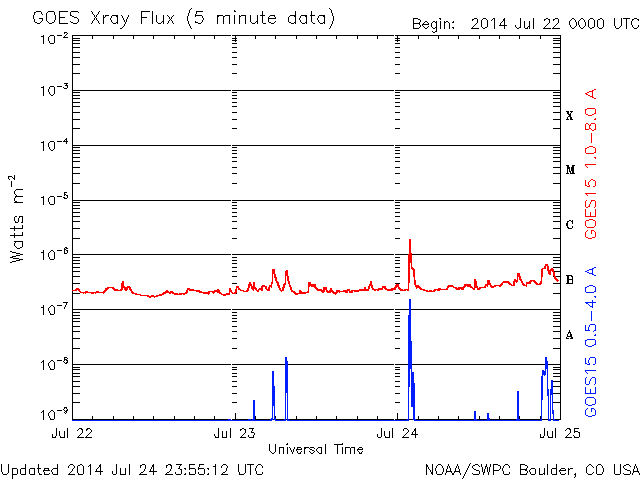 GOES Xray Flux (5 minute data)
Begin: 2014 Jul 22 0000 UTC
10⁻²
10⁻³
10⁻⁴
10⁻⁵
10⁻⁶
10⁻⁷
10⁻⁸
10⁻⁹
Watts m⁻²
X
M
C
B
A
GOES15 1.0-8.0 A
GOES15 0.5-4.0 A
Jul 22
Jul 23
Jul 24
Jul 25
Universal Time
Updated 2014 Jul 24 23:55:12 UTC
NOAA/SWPC Boulder, CO USA